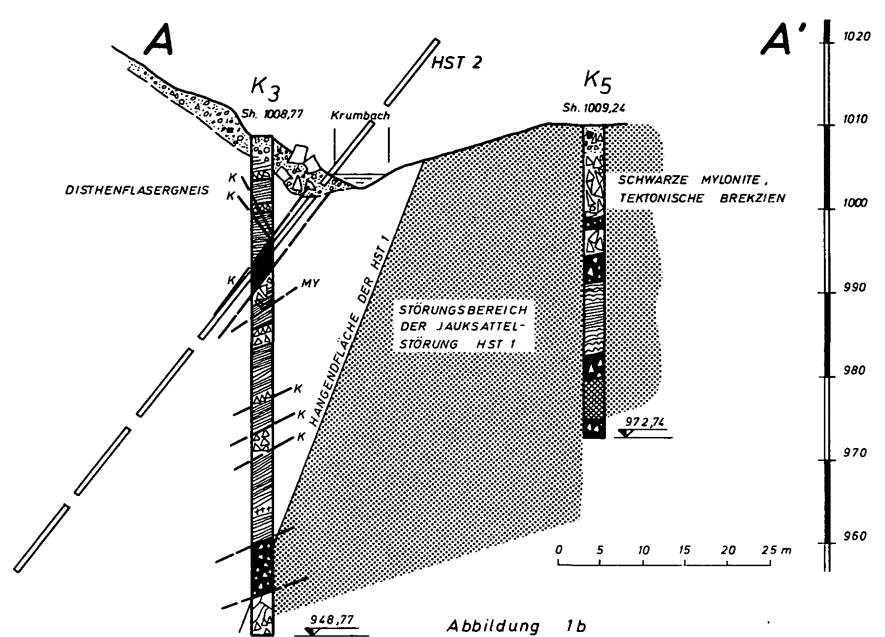 A
A'
HST 2
K3
Sh. 1008,77
Krumbach
K5
Sh. 1009,24
1020
1010
1000
990
980
970
960
DISTHENFLASERGNEIS
K
K
K
MY
K
K
K
HANGENDFLÄCHE DER HST 1
STÖRUNGSBEREICH
DER JAUKSATTEL-
STÖRUNG HST 1
SCHWARZE MYLONITE,
TEKTONISCHE BREKZIEN
972,74
0 5 10 15 20 25 m
948,77
Abbildung 1b